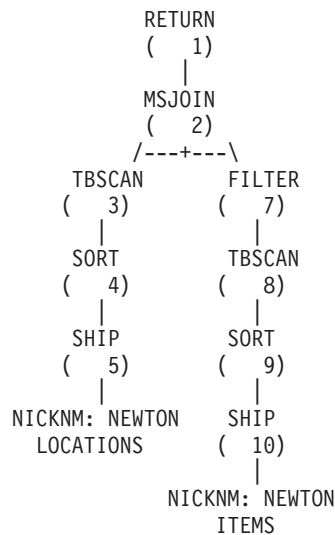 RETURN
( 1)
|
MSJOIN
( 2)
/---+---\
TBSCAN FILTER
( 3) ( 7)
| |
SORT TBSCAN
( 4) ( 8)
| |
SHIP SORT
( 5) ( 9)
| |
NICKNM: NEWTON SHIP
LOCATIONS ( 10)
|
NICKNM: NEWTON
ITEMS